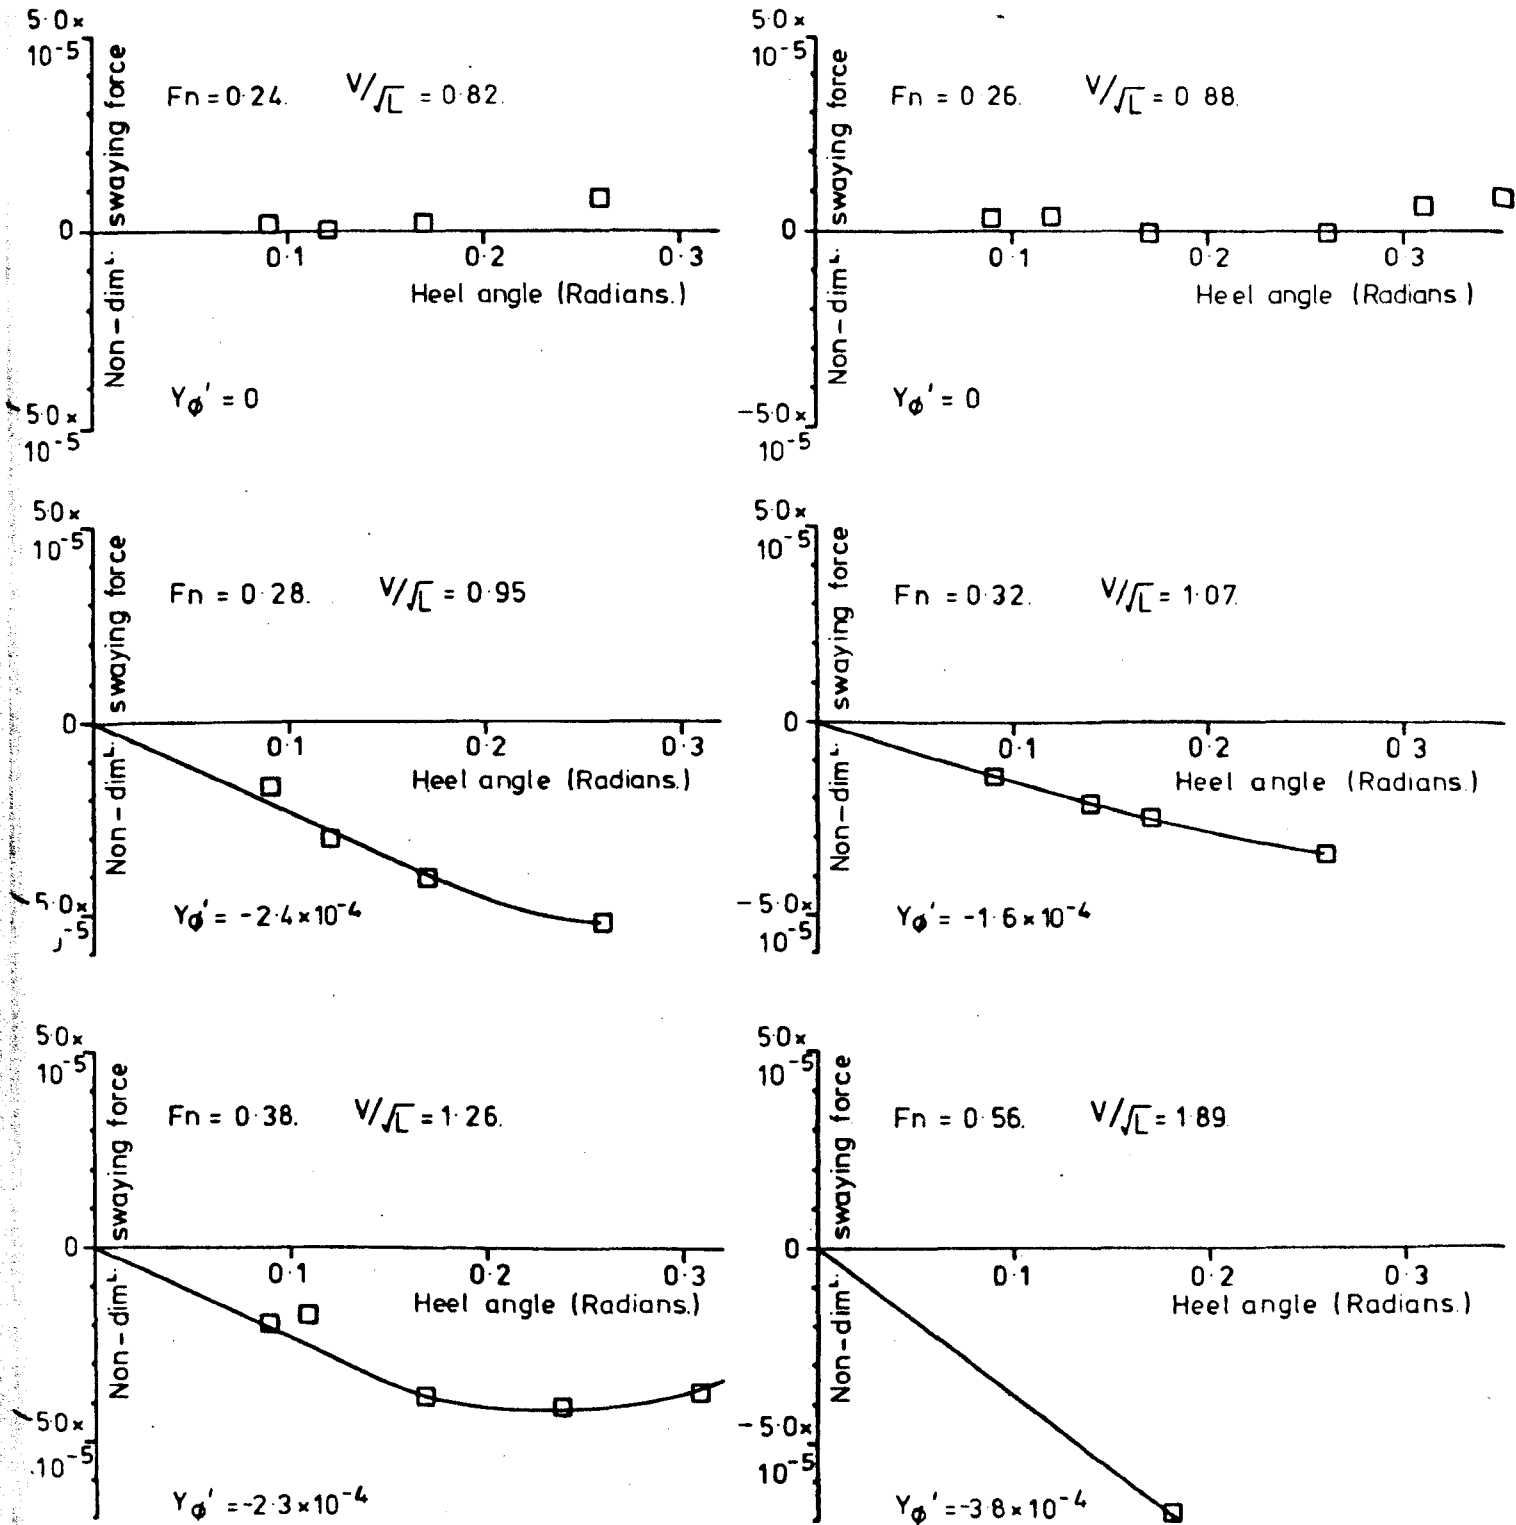 5·0×
10⁻⁵
Non-dimᴸ. swaying force
Fn = 0·24. V/√L = 0·82.
0
0·1 0·2 0·3
Heel angle (Radians.)
Yϕ' = 0
5·0×
10⁻⁵
5·0×
10⁻⁵
Non-dimᴸ. swaying force
Fn = 0·26. V/√L = 0·88.
0
0·1 0·2 0·3
Heel angle (Radians.)
Yϕ' = 0
−5·0×
10⁻⁵
5·0×
10⁻⁵
Non-dimᴸ. swaying force
Fn = 0·28. V/√L = 0·95
0
0·1 0·2 0·3
Heel angle (Radians.)
Yϕ' = -2·4×10⁻⁴
5·0×
⁻⁵
5·0×
10⁻⁵
Non-dimᴸ. swaying force
Fn = 0·32. V/√L = 1·07.
0
0·1 0·2 0·3
Heel angle (Radians.)
Yϕ' = -1·6×10⁻⁴
−5·0×
10⁻⁵
5·0×
10⁻⁵
Non-dimᴸ. swaying force
Fn = 0·38. V/√L = 1·26.
0
0·1 0·2 0·3
Heel angle (Radians.)
Yϕ' = -2·3×10⁻⁴
5·0×
10⁻⁵
5·0×
10⁻⁵
Non-dimᴸ. swaying force
Fn = 0·56. V/√L = 1·89
0
0·1 0·2 0·3
Heel angle (Radians.)
Yϕ' = -3·8×10⁻⁴
−5·0×
10⁻⁵